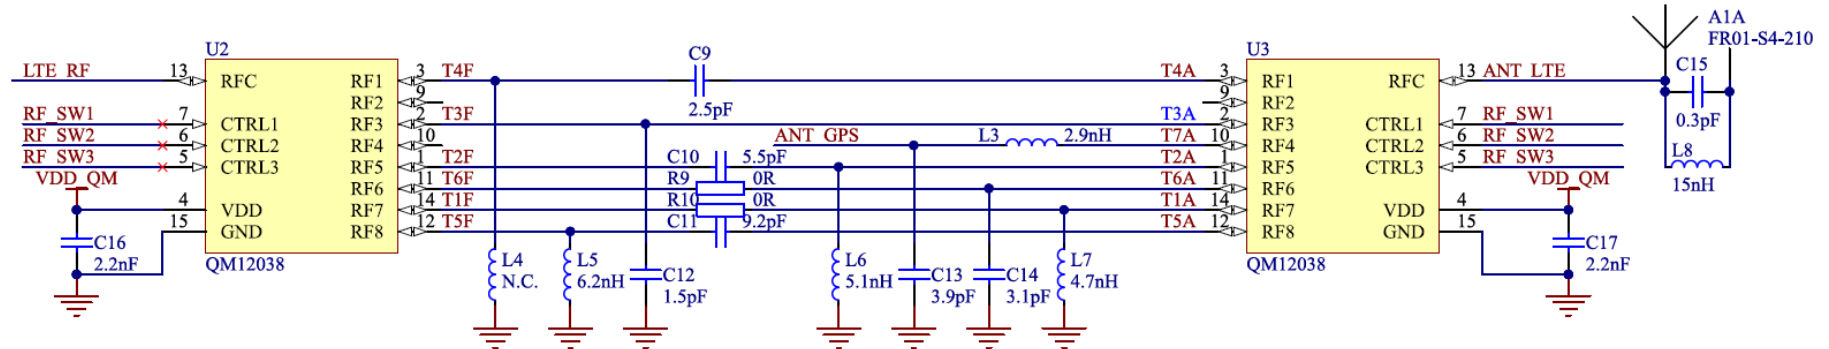 U2
LTE_RF 13 RFC RF1 3 T4F
RF2 9
RF_SW1 7 CTRL1 RF3 2 T3F
RF_SW2 6 CTRL2 RF4 10
RF_SW3 5 CTRL3 RF5 1 T2F
VDD_QM RF6 11 T6F
4 VDD RF7 14 T1F
15 GND RF8 12 T5F
QM12038
C16
2.2nF
C9
2.5pF
ANT_GPS
L3 2.9nH
C10 5.5pF
R9 0R
R10 0R
C11 9.2pF
L4
N.C.
L5
6.2nH
C12
1.5pF
L6
5.1nH
C13
3.9pF
C14
3.1pF
L7
4.7nH
U3
T4A 3 RF1 RFC 13 ANT_LTE
9 RF2
T3A 2 RF3 CTRL1 7 RF_SW1
T7A 10 RF4 CTRL2 6 RF_SW2
T2A 1 RF5 CTRL3 5 RF_SW3
T6A 11 RF6 VDD_QM
T1A 14 RF7 VDD 4
T5A 12 RF8 GND 15
QM12038
C17
2.2nF
A1A
FR01-S4-210
C15
0.3pF
L8
15nH